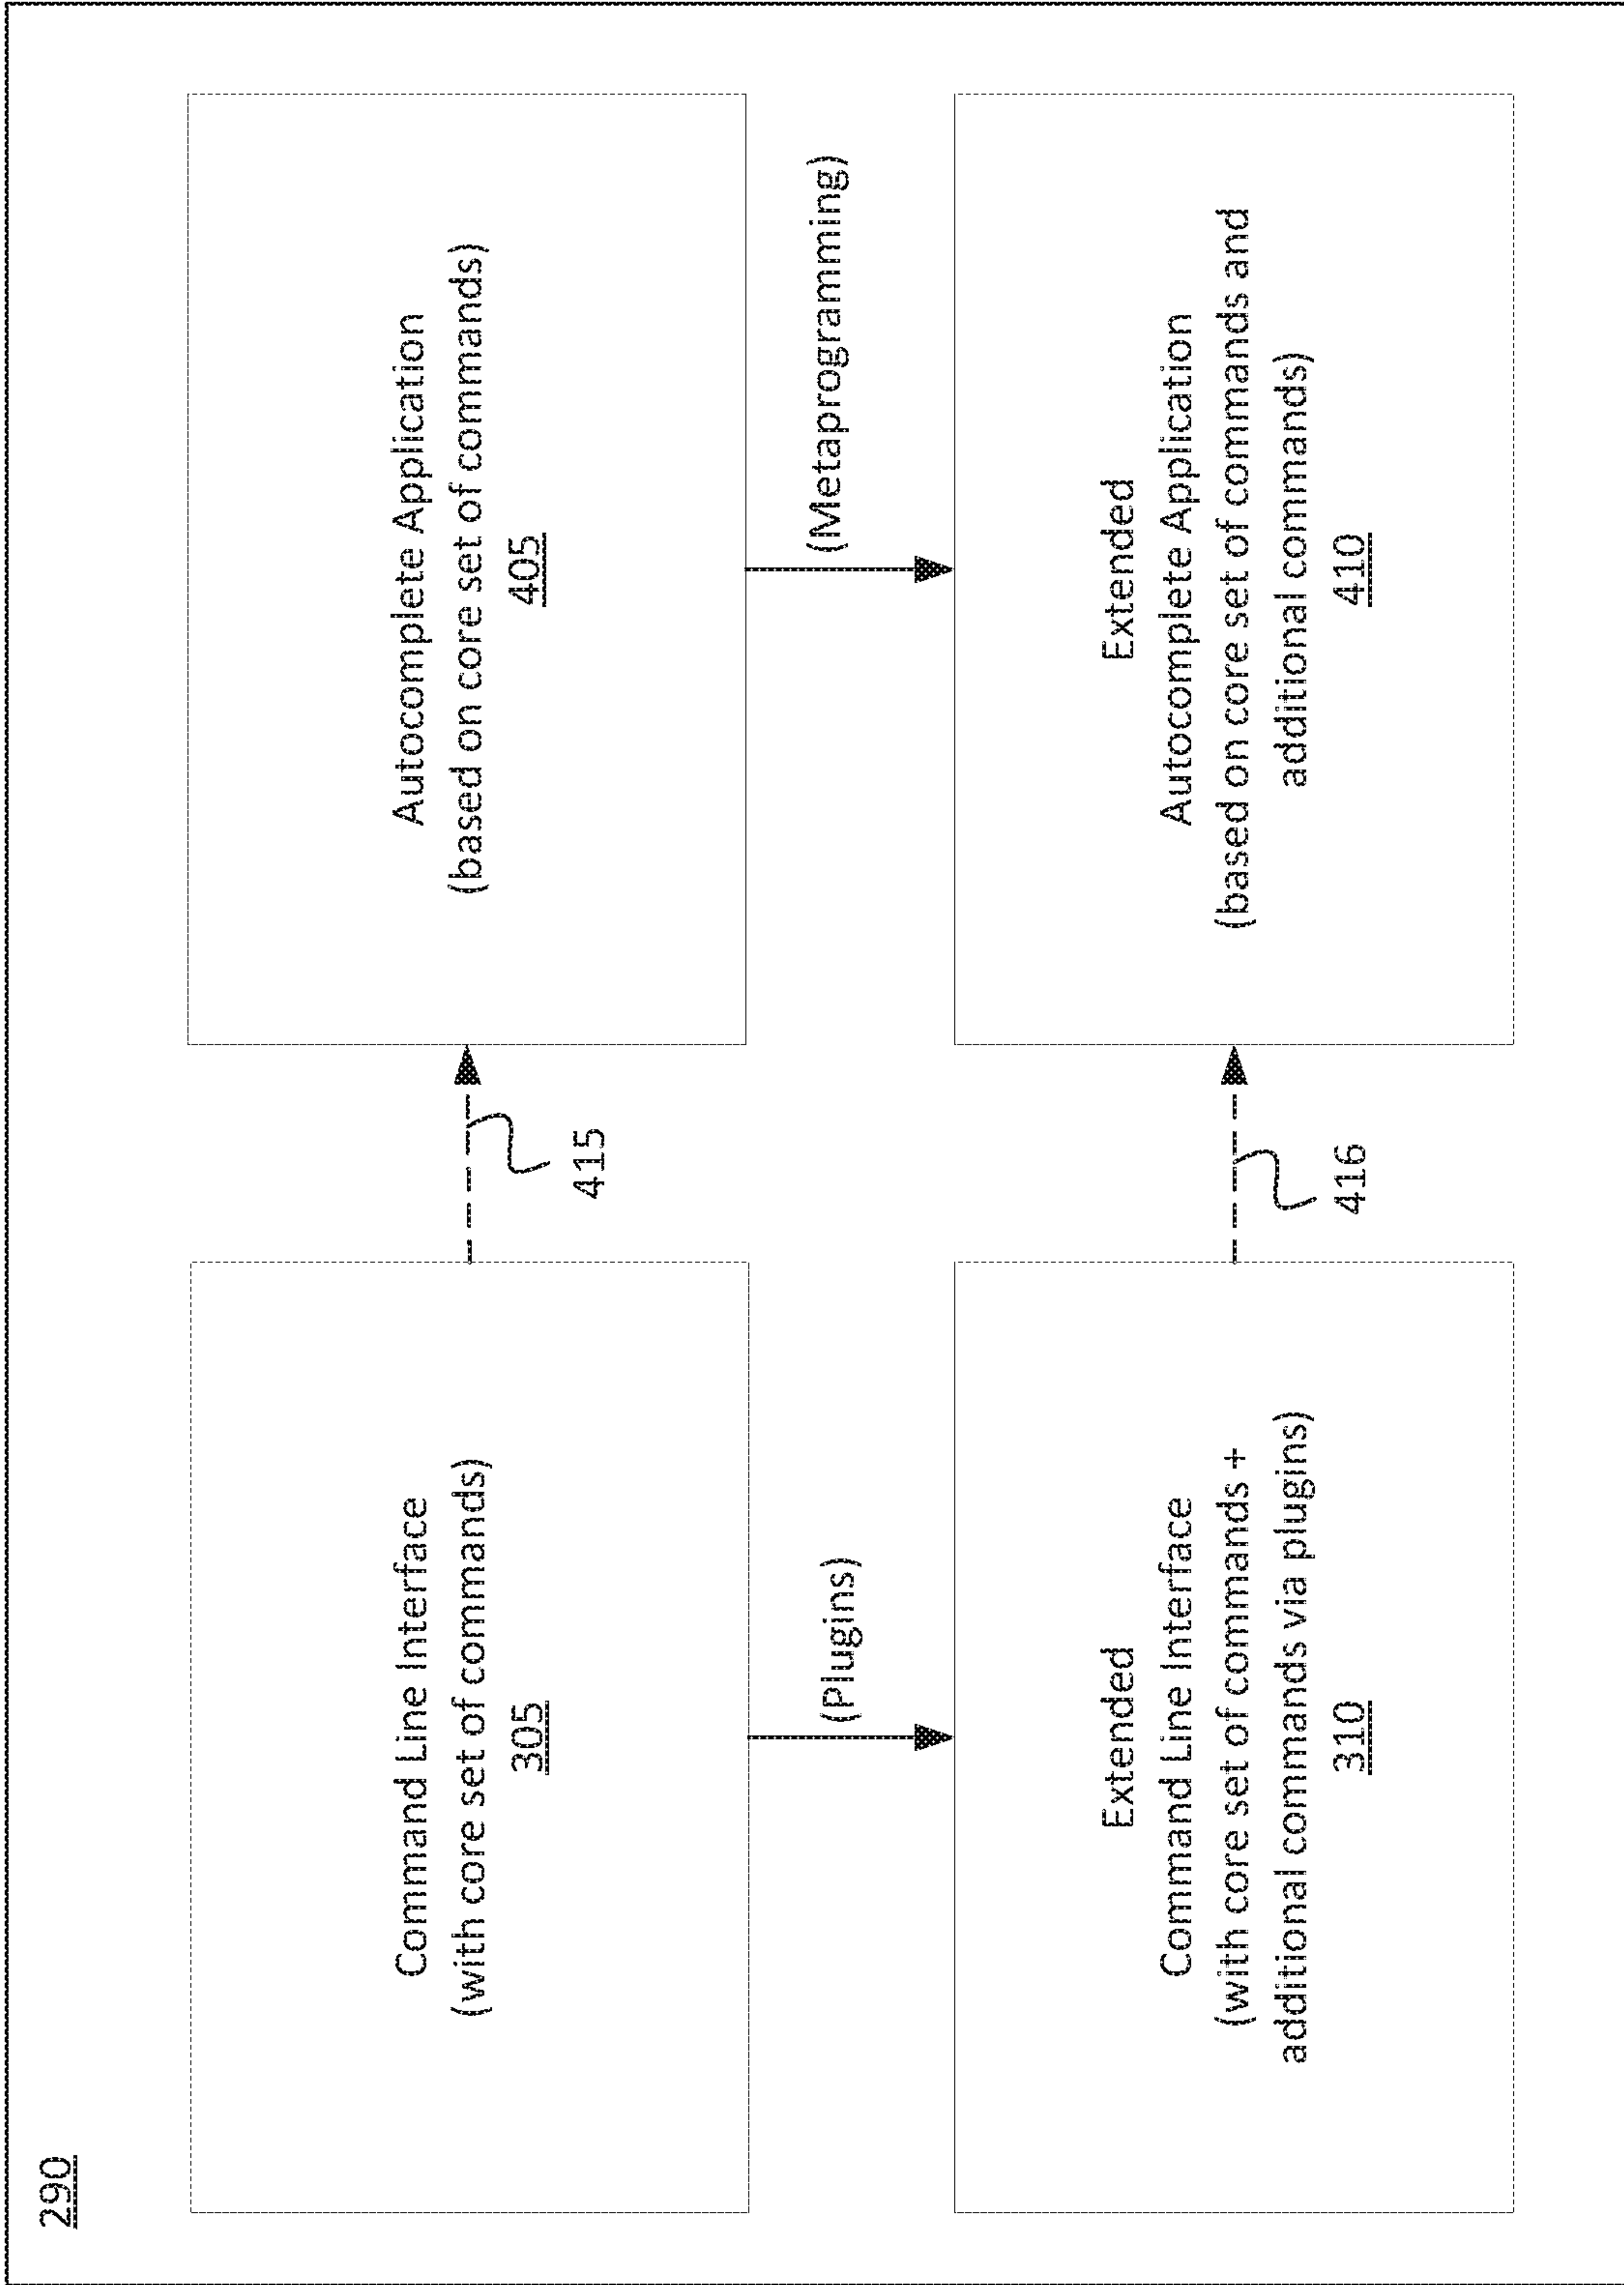 290
Command Line Interface
(with core set of commands)
305
415
Autocomplete Application
(based on core set of commands)
405
(Plugins)
(Metaprogramming)
Extended
Command Line Interface
(with core set of commands +
additional commands via plugins)
310
416
Extended
Autocomplete Application
(based on core set of commands and
additional commands)
410